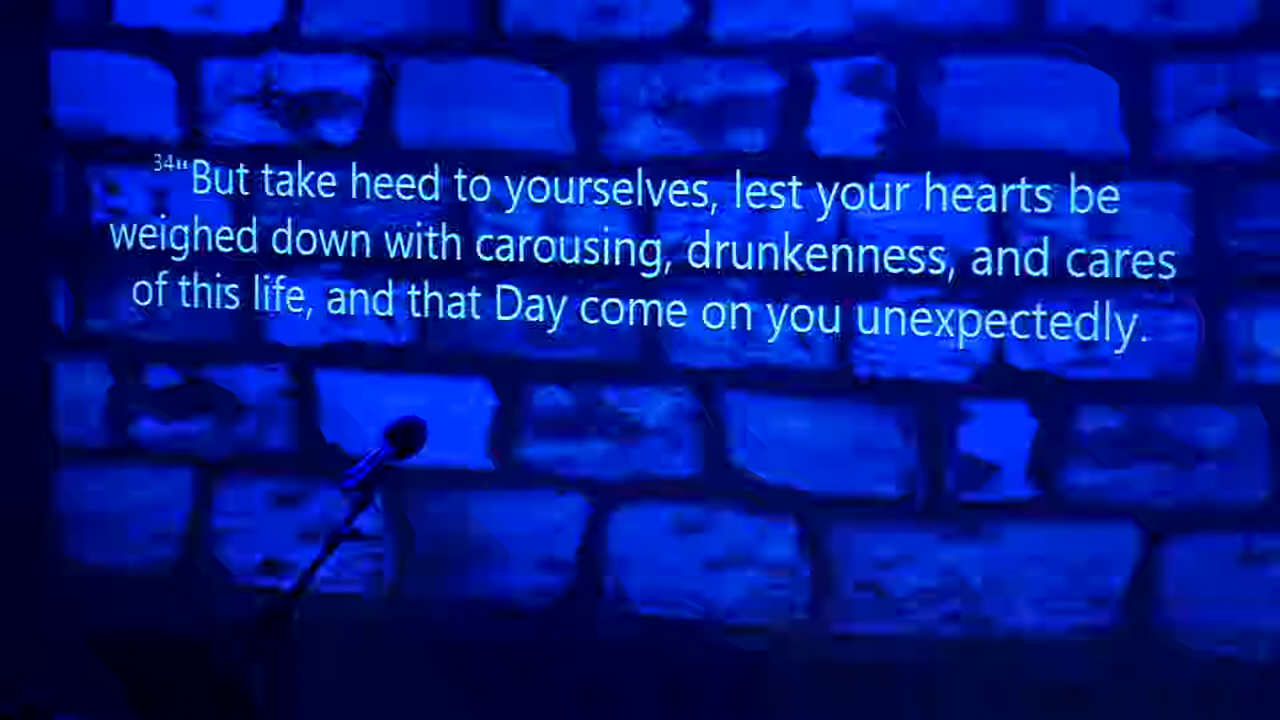 34“But take heed to yourselves, lest your hearts be
weighed down with carousing, drunkenness, and cares
of this life, and that Day come on you unexpectedly.